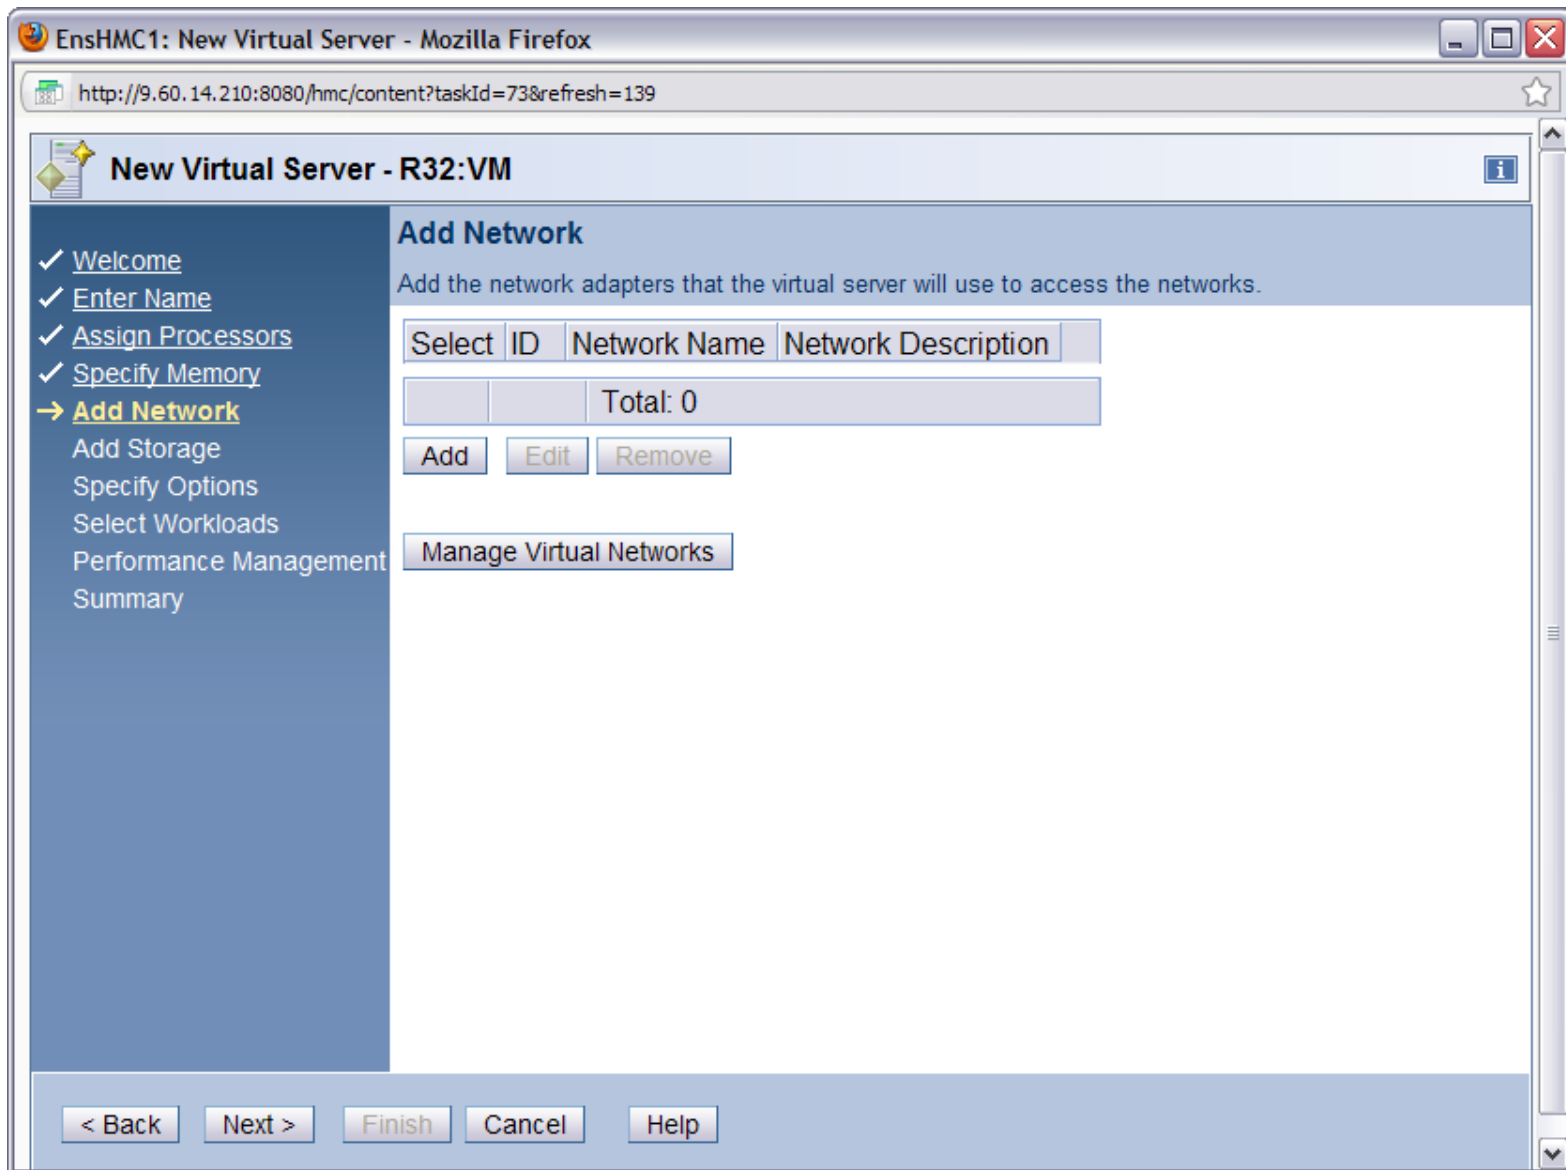 EnsHMC1: New Virtual Server - Mozilla Firefox
http://9.60.14.210:8080/hmc/content?taskId=73&refresh=139
New Virtual Server - R32:VM
i
Welcome
Enter Name
Assign Processors
Specify Memory
Add Network
Add Storage
Specify Options
Select Workloads
Performance Management
Summary
Add Network
Add the network adapters that the virtual server will use to access the networks.
Select ID Network Name Network Description
Total: 0
Add Edit Remove
Manage Virtual Networks
< Back Next > Finish Cancel Help